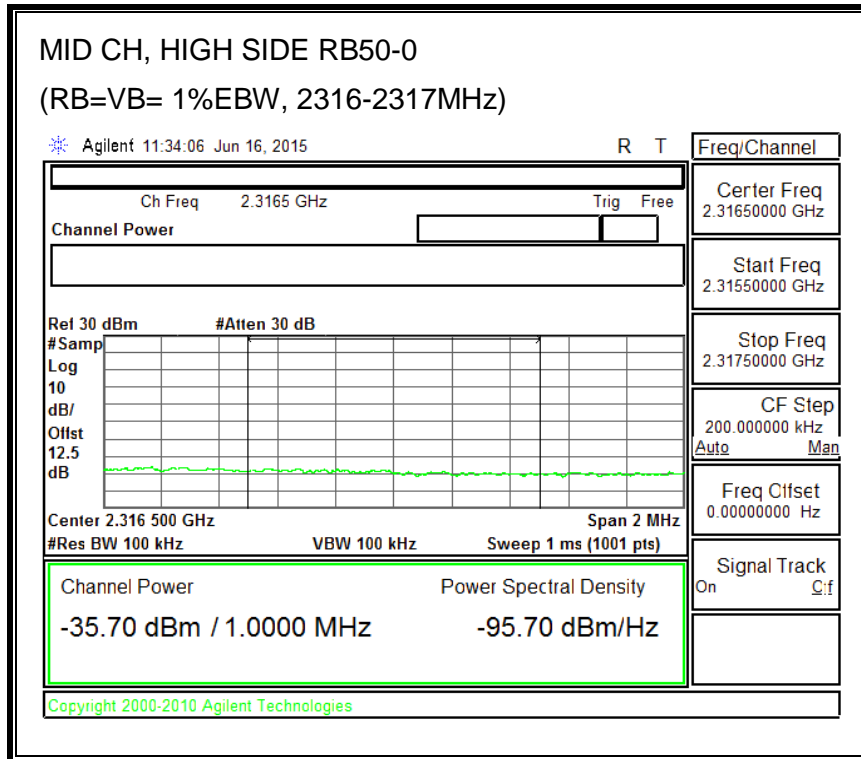 MID CH, HIGH SIDE RB50-0
(RB=VB= 1%EBW, 2316-2317MHz)
Agilent 11:34:06 Jun 16, 2015 R T
Freq/Channel
Ch Freq 2.3165 GHz Trig Free
Channel Power
Center Freq
2.31650000 GHz
Start Freq
2.31550000 GHz
Stop Freq
2.31750000 GHz
CF Step
200.000000 kHz
Auto Man
Freq Offset
0.00000000 Hz
Signal Track
On Off
Ref 30 dBm #Atten 30 dB
#Samp
Log
10
dB/
Offst
12.5
dB
Center 2.316 500 GHz Span 2 MHz
#Res BW 100 kHz VBW 100 kHz Sweep 1 ms (1001 pts)
Channel Power Power Spectral Density
-35.70 dBm / 1.0000 MHz -95.70 dBm/Hz
Copyright 2000-2010 Agilent Technologies